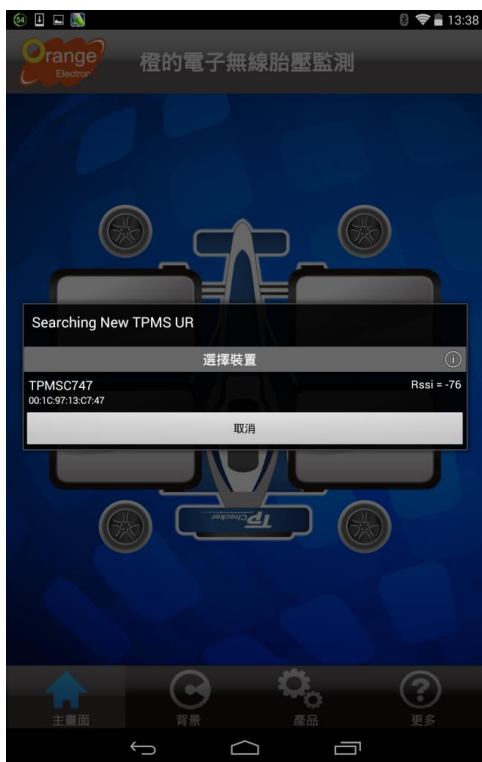 54
13:38
Orange
Electron
橙的電子無線胎壓監測
Searching New TPMS UR
選擇裝置
TPMSC747
Rssi = -76
00:1C:97:13:C7:47
取消
TP Checker
主畫面
背景
產品
更多